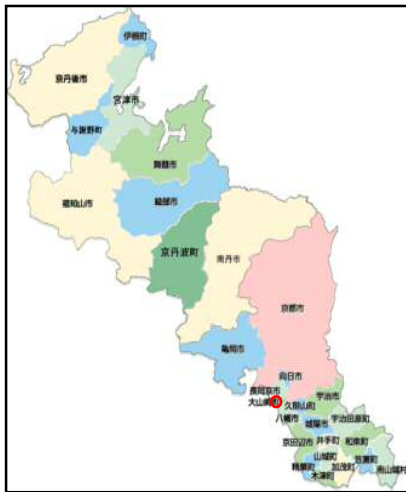 伊根町
京丹後市
宮津市
与謝野町
舞鶴市
福知山市
綾部市
京丹波町
南丹市
京都市
亀岡市
向日市
長岡京市
大山崎町
久御山町
宇治市
八幡市
城陽市
宇治田原町
京田辺市
井手町
和束町
山城町
精華町
加茂町
笠置町
南山城村
木津町